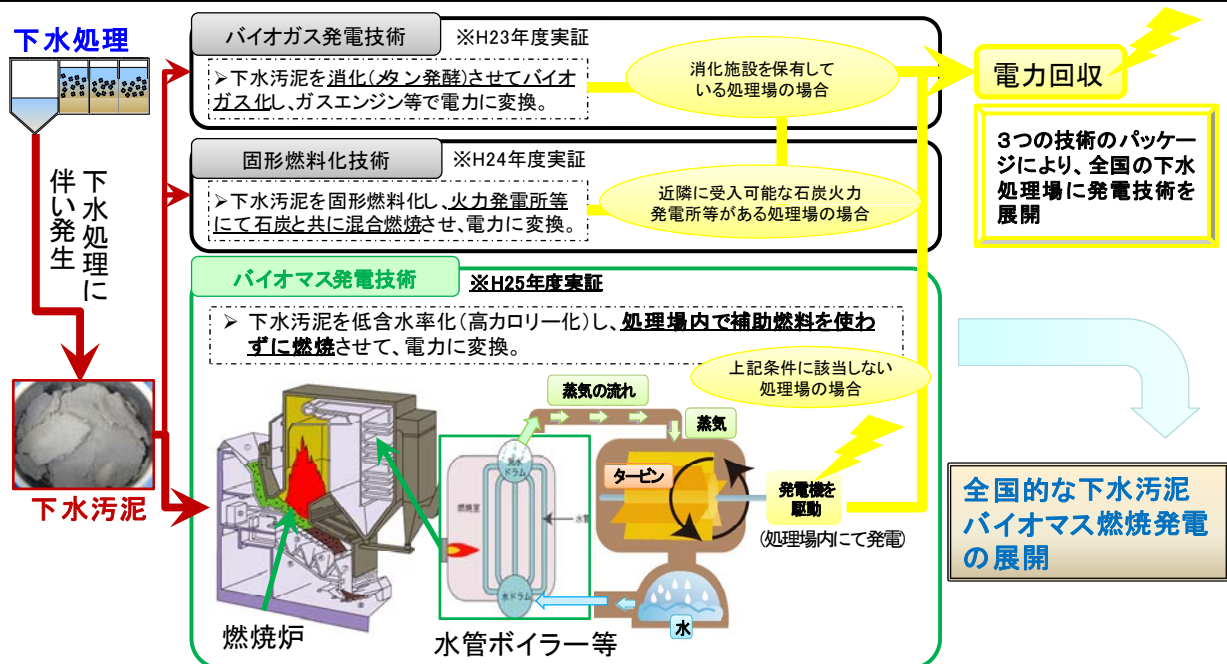 下水処理
バイオガス発電技術
※H23年度実証
➢下水汚泥を消化(メタン発酵)させてバイオ
ガス化し、ガスエンジン等で電力に変換。
消化施設を保有して
いる処理場の場合
電力回収
3つの技術のパッケー
ジにより、全国の下水
処理場に発電技術を
展開
固形燃料化技術
※H24年度実証
➢下水汚泥を固形燃料化し、火力発電所等
にて石炭と共に混合燃焼させ、電力に変換。
近隣に受入可能な石炭火力
発電所等がある処理場の場合
下水処理に
伴い発生
バイオマス発電技術
※H25年度実証
➢ 下水汚泥を低含水率化(高カロリー化)し、処理場内で補助燃料を使わ
ずに燃焼させて、電力に変換。
上記条件に該当しない
処理場の場合
下水汚泥
蒸気の流れ
蒸気
ドラム
燃焼室
水管
タービン
発電機を
駆動
(処理場内にて発電)
水ドラム
水
燃焼炉
水管ボイラー等
全国的な下水汚泥
バイオマス燃焼発電
の展開